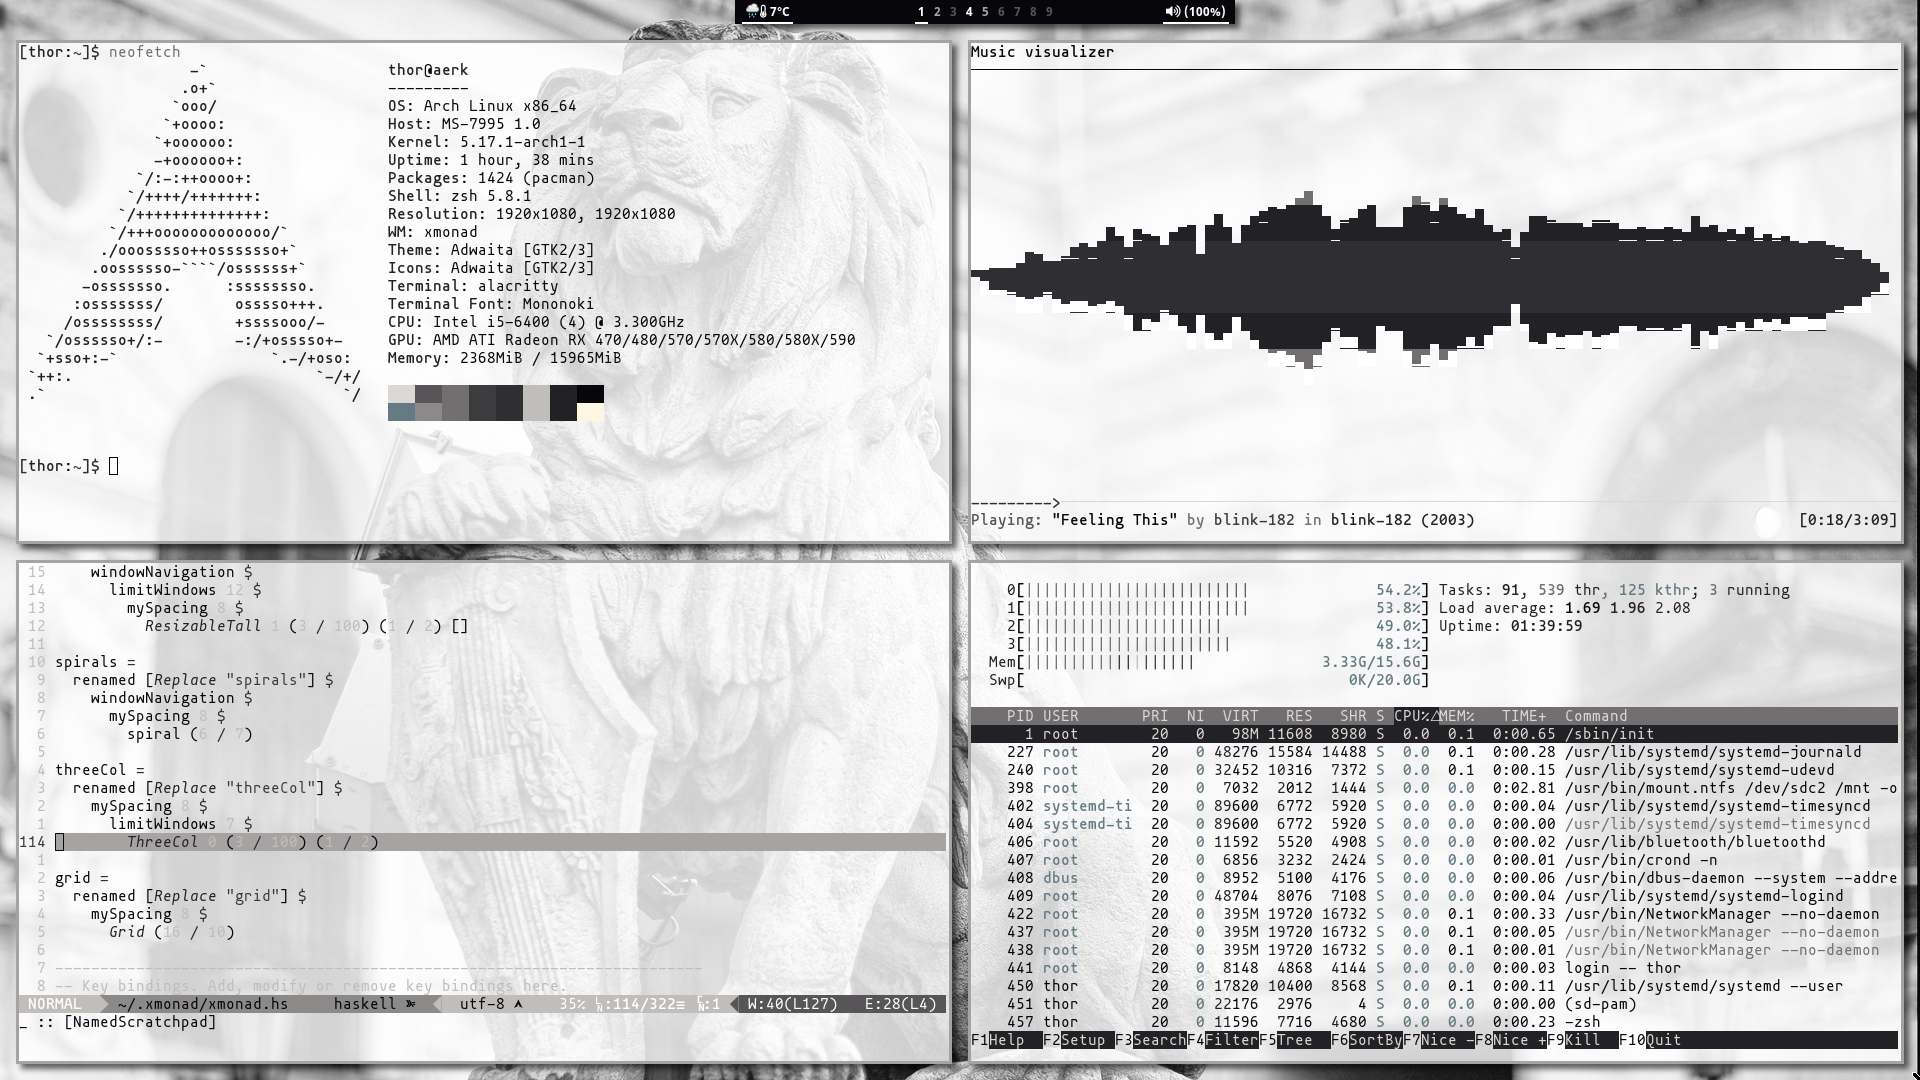 7°C 1 2 3 4 5 6 7 8 9 (100%)
[thor:~]$ neofetch
-`
.o+`
`ooo/
`+oooo:
`+oooooo:
-+oooooo+:
`/:-:++oooo+:
`/++++/+++++++:
`/++++++++++++++:
`/+++ooooooooooooo/`
./ooosssso++osssssso+`
.oossssso-````/ossssss+`
-osssssso. :ssssssso.
:osssssss/ osssso+++.
/ossssssss/ +ssssooo/-
`/ossssso+/:- -:/+osssso+-
`+sso+:-` `.-/+oso:
`++:. `-/+/
.` `/
thor@aerk
---------
OS: Arch Linux x86_64
Host: MS-7995 1.0
Kernel: 5.17.1-arch1-1
Uptime: 1 hour, 38 mins
Packages: 1424 (pacman)
Shell: zsh 5.8.1
Resolution: 1920x1080, 1920x1080
WM: xmonad
Theme: Adwaita [GTK2/3]
Icons: Adwaita [GTK2/3]
Terminal: alacritty
Terminal Font: Mononoki
CPU: Intel i5-6400 (4) @ 3.300GHz
GPU: AMD ATI Radeon RX 470/480/570/570X/580/580X/590
Memory: 2368MiB / 15965MiB
[thor:~]$
Music visualizer
--------->
Playing: "Feeling This" by blink-182 in blink-182 (2003) [0:18/3:09]
15 windowNavigation $
14 limitWindows 12 $
13 mySpacing 8 $
12 ResizableTall 1 (3 / 100) (1 / 2) []
11
10 spirals =
9 renamed [Replace "spirals"] $
8 windowNavigation $
7 mySpacing 8 $
6 spiral (6 / 7)
5
4 threeCol =
3 renamed [Replace "threeCol"] $
2 mySpacing 8 $
1 limitWindows 7 $
114 ThreeCol 0 (3 / 100) (1 / 2)
1
2 grid =
3 renamed [Replace "grid"] $
4 mySpacing 8 $
5 Grid (16 / 10)
6
7 ------------------------------------------------------------------------
8 -- Key bindings. Add, modify or remove key bindings here.
NORMAL ~/.xmonad/xmonad.hs haskell utf-8 35% :114/322≡ :1 W:40(L127) E:28(L4)
_ :: [NamedScratchpad]
0[||||||||||||||||||||||||| 54.2%] Tasks: 91, 539 thr, 125 kthr; 3 running
1[||||||||||||||||||||||||| 53.8%] Load average: 1.69 1.96 2.08
2[|||||||||||||||||||||| 49.0%] Uptime: 01:39:59
3[||||||||||||||||||||||| 48.1%]
Mem[||||||||||||||||||| 3.33G/15.6G]
Swp[ 0K/20.0G]
PID USER PRI NI VIRT RES SHR S CPU%△MEM% TIME+ Command
1 root 20 0 98M 11608 8980 S 0.0 0.1 0:00.65 /sbin/init
227 root 20 0 48276 15584 14488 S 0.0 0.1 0:00.28 /usr/lib/systemd/systemd-journald
240 root 20 0 32452 10316 7372 S 0.0 0.1 0:00.15 /usr/lib/systemd/systemd-udevd
398 root 20 0 7032 2012 1444 S 0.0 0.0 0:02.81 /usr/bin/mount.ntfs /dev/sdc2 /mnt -o
402 systemd-ti 20 0 89600 6772 5920 S 0.0 0.0 0:00.04 /usr/lib/systemd/systemd-timesyncd
404 systemd-ti 20 0 89600 6772 5920 S 0.0 0.0 0:00.00 /usr/lib/systemd/systemd-timesyncd
406 root 20 0 11592 5520 4908 S 0.0 0.0 0:00.02 /usr/lib/bluetooth/bluetoothd
407 root 20 0 6856 3232 2424 S 0.0 0.0 0:00.01 /usr/bin/crond -n
408 dbus 20 0 8952 5100 4176 S 0.0 0.0 0:00.06 /usr/bin/dbus-daemon --system --addre
409 root 20 0 48704 8076 7108 S 0.0 0.0 0:00.04 /usr/lib/systemd/systemd-logind
422 root 20 0 395M 19720 16732 S 0.0 0.1 0:00.33 /usr/bin/NetworkManager --no-daemon
437 root 20 0 395M 19720 16732 S 0.0 0.1 0:00.05 /usr/bin/NetworkManager --no-daemon
438 root 20 0 395M 19720 16732 S 0.0 0.1 0:00.01 /usr/bin/NetworkManager --no-daemon
441 root 20 0 8148 4868 4144 S 0.0 0.0 0:00.03 login -- thor
450 thor 20 0 17820 10400 8568 S 0.0 0.1 0:00.11 /usr/lib/systemd/systemd --user
451 thor 20 0 22176 2976 4 S 0.0 0.0 0:00.00 (sd-pam)
457 thor 20 0 11596 7716 4680 S 0.0 0.0 0:00.23 -zsh
F1Help F2Setup F3SearchF4FilterF5Tree F6SortByF7Nice -F8Nice +F9Kill F10Quit